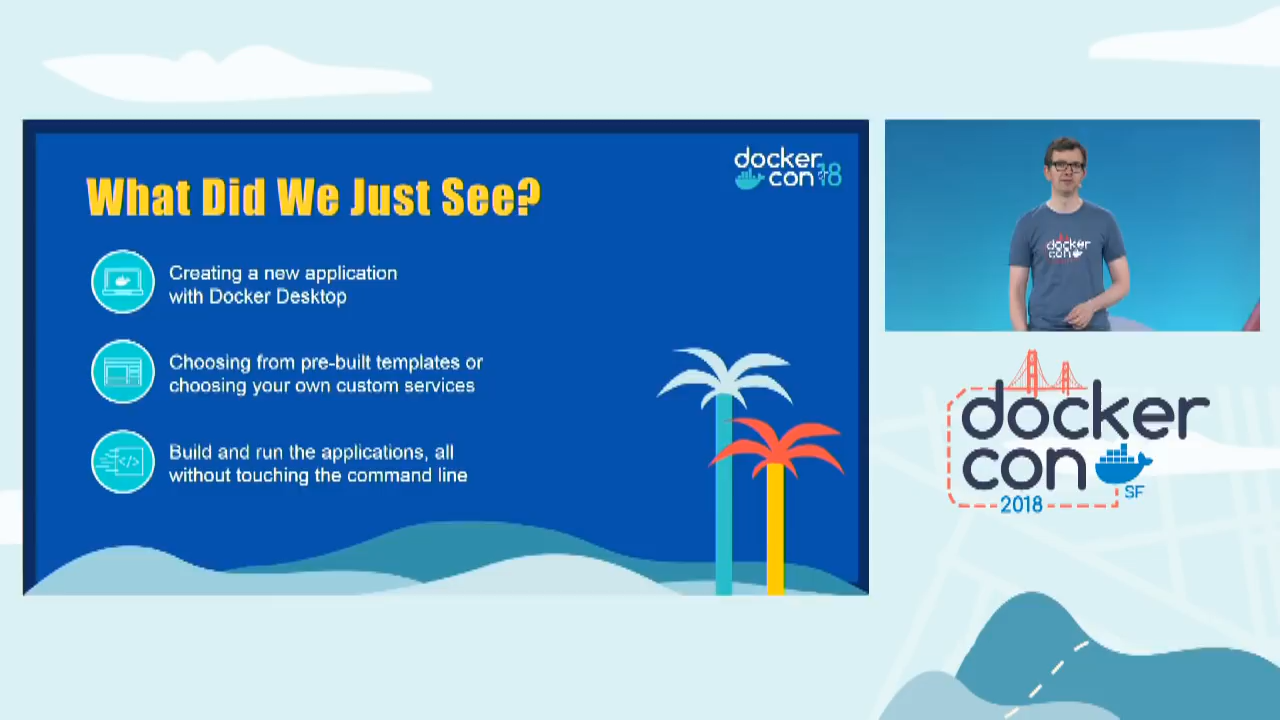 docker
con 18
What Did We Just See?
Creating a new application
with Docker Desktop
Choosing from pre-built templates or
choosing your own custom services
</>
Build and run the applications, all
without touching the command line
docker
con
docker
con
2018
SF